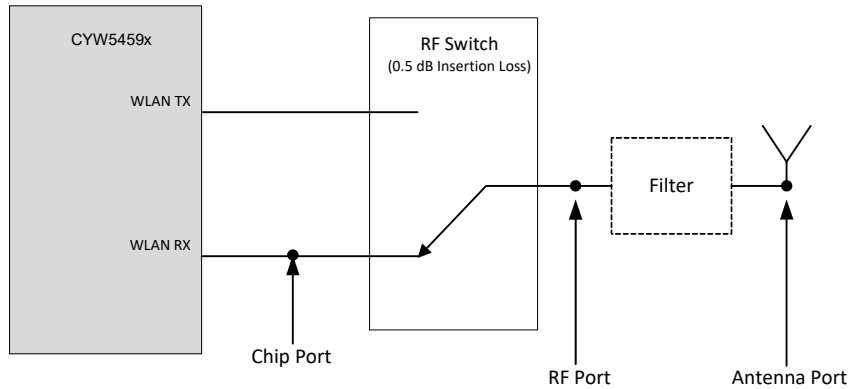 CYW5459x
RF Switch
(0.5 dB Insertion Loss)
WLAN TX
Filter
WLAN RX
Chip Port
RF Port
Antenna Port